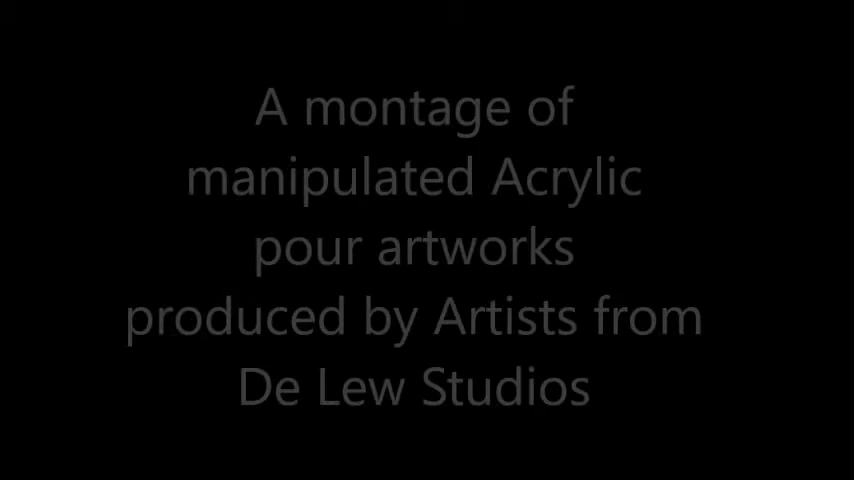 A montage of
manipulated Acrylic
pour artworks
produced by Artists from
De Lew Studios